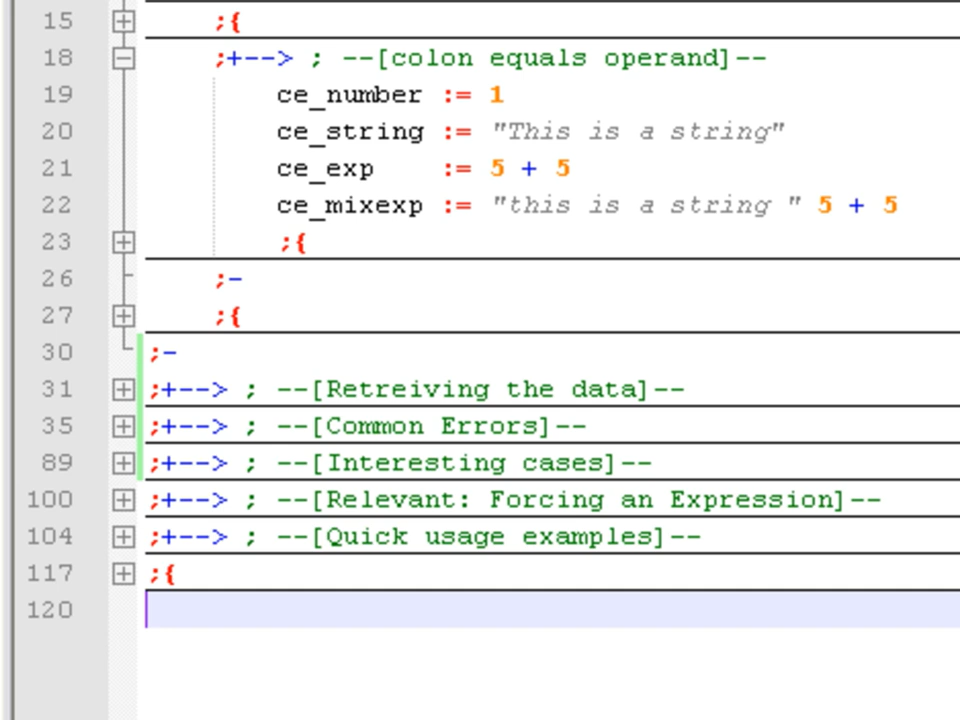 15 ;{
18 ;+--> ; --[colon equals operand]--
19 ce_number := 1
20 ce_string := "This is a string"
21 ce_exp := 5 + 5
22 ce_mixexp := "this is a string " 5 + 5
23 ;{
26 ;-
27 ;{
30 ;-
31 ;+--> ; --[Retreiving the data]--
35 ;+--> ; --[Common Errors]--
89 ;+--> ; --[Interesting cases]--
100 ;+--> ; --[Relevant: Forcing an Expression]--
104 ;+--> ; --[Quick usage examples]--
117 ;{
120